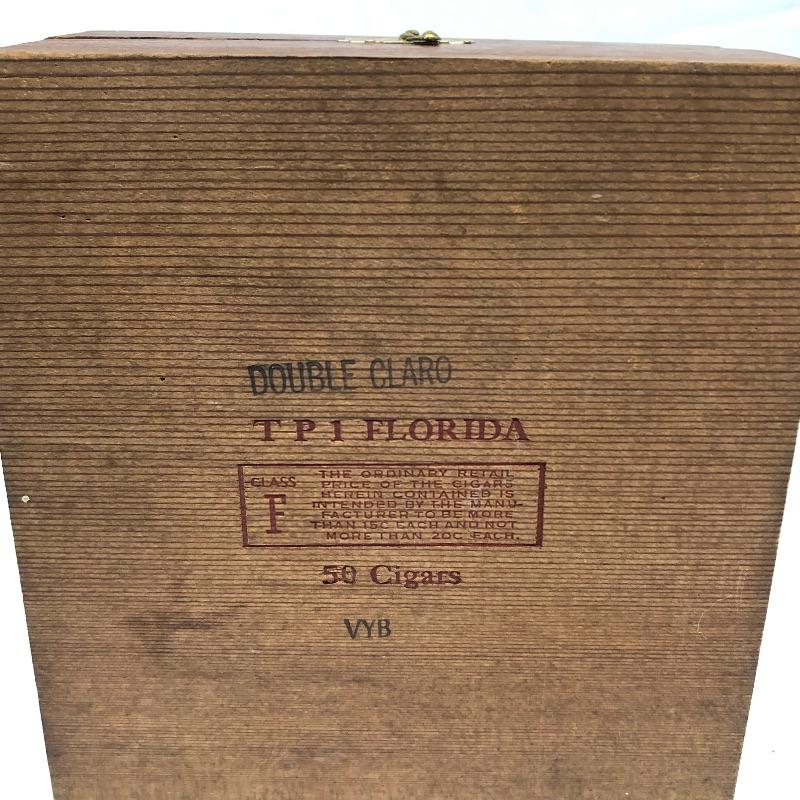 DOUBLE CLARO
T P 1 FLORIDA
CLASS
F
THE ORDINARY RETAIL
PRICE OF THE CIGARS
HEREIN CONTAINED IS
INTENDED BY THE MANU-
FACTURER TO BE MORE
THAN 15C EACH AND NOT
MORE THAN 20C EACH.
50 Cigars
VYB